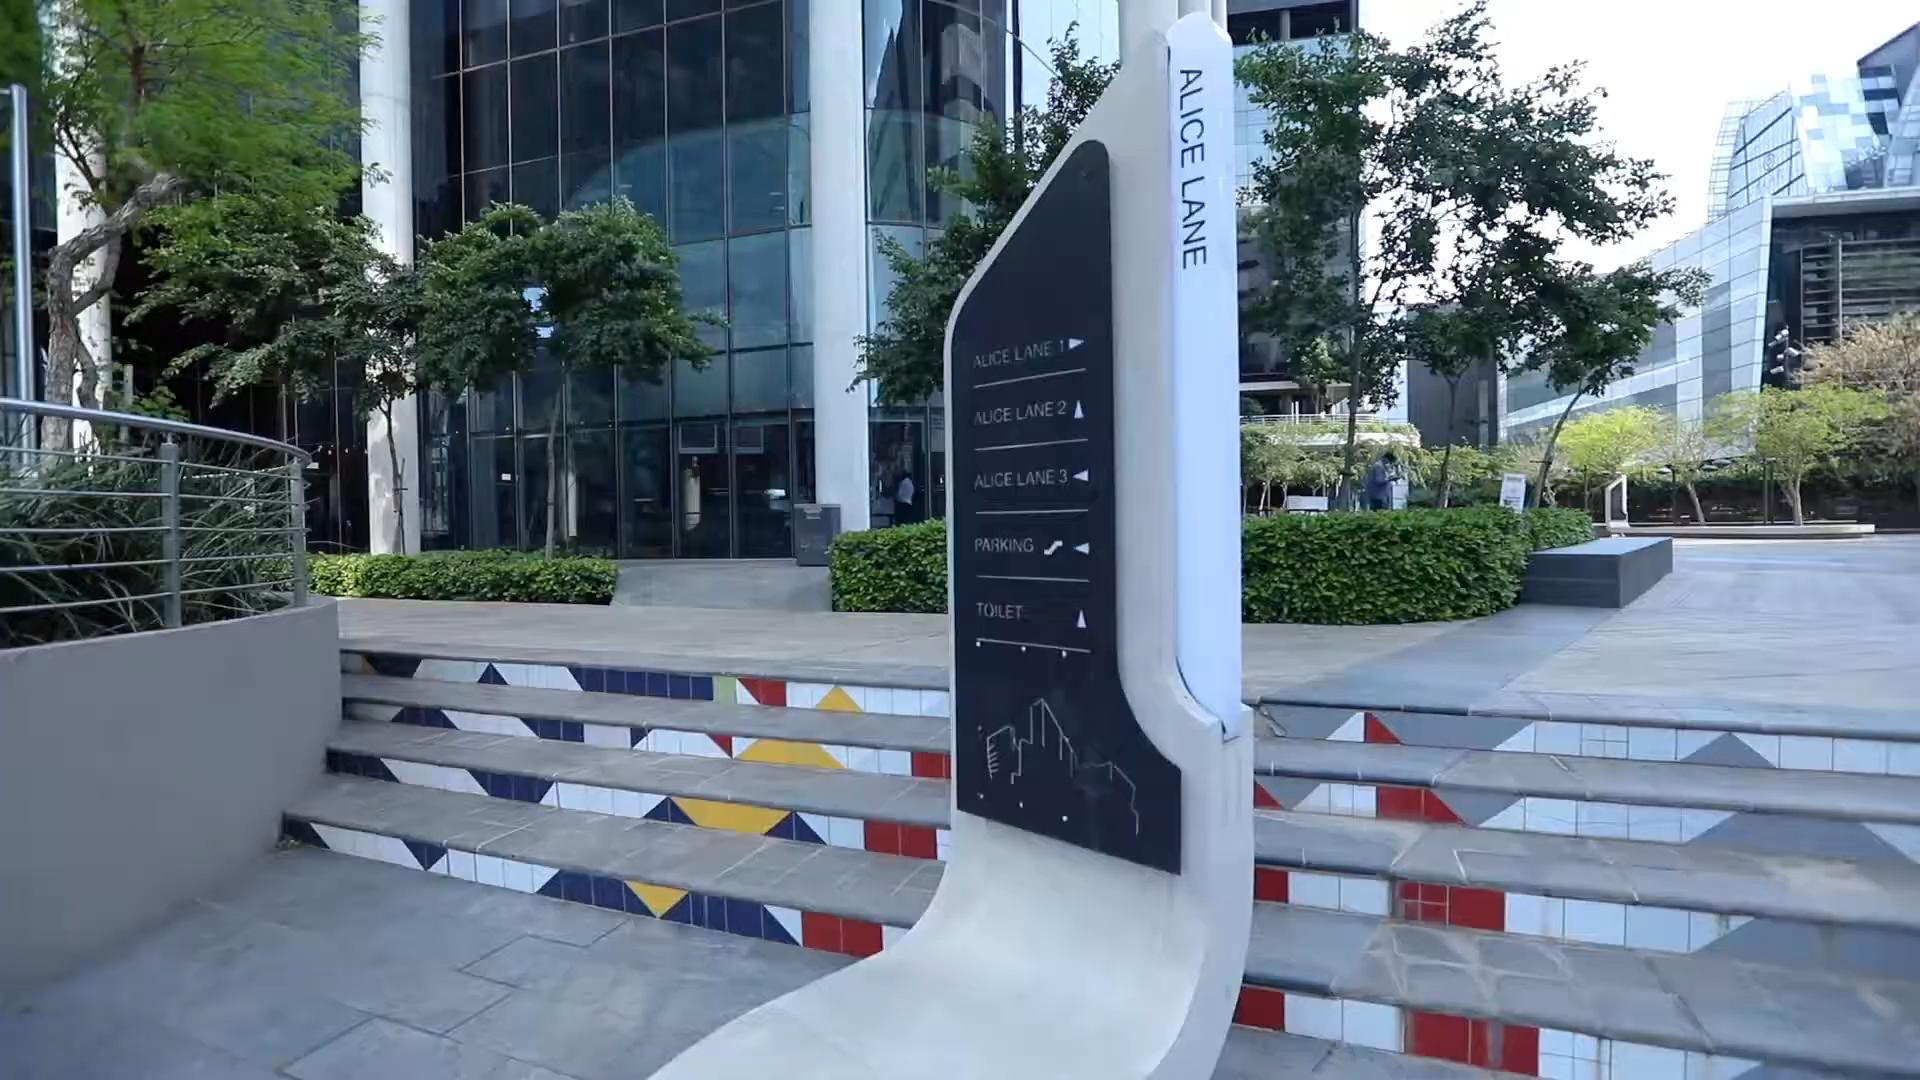 ALICE LANE
ALICE LANE 1
ALICE LANE 2
ALICE LANE 3
PARKING
TOILET